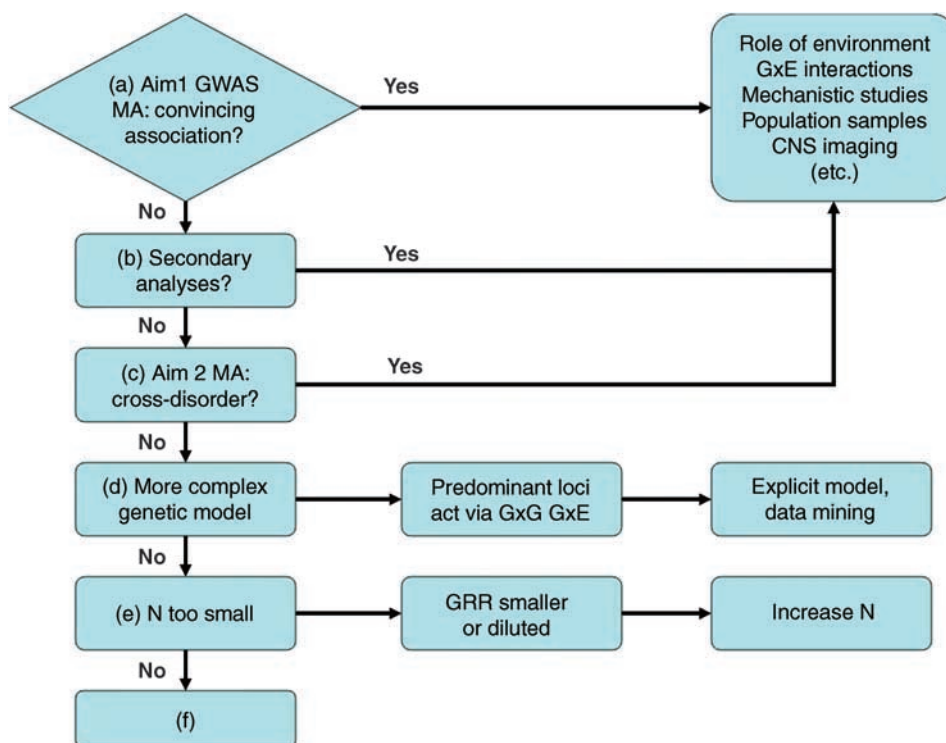 (a) Aim1 GWAS
MA: convincing
association?
Yes
Role of environment
GxE interactions
Mechanistic studies
Population samples
CNS imaging
(etc.)
No
(b) Secondary
analyses?
Yes
No
(c) Aim 2 MA:
cross-disorder?
Yes
No
(d) More complex
genetic model
Predominant loci
act via GxG GxE
Explicit model,
data mining
No
(e) N too small
GRR smaller
or diluted
Increase N
No
(f)